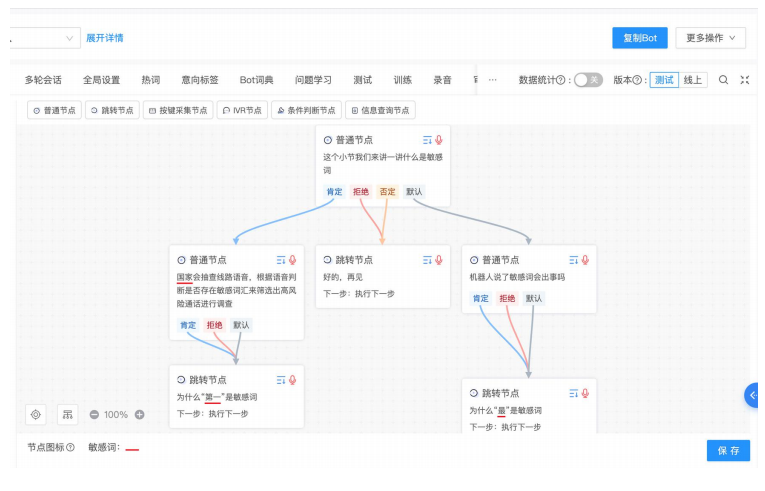 展开详情
复制Bot
更多操作
多轮会话 全局设置 热词 意向标签 Bot词典 问题学习 测试 训练 录音 ··· 数据统计?: 关 版本?: 测试 线上
普通节点 跳转节点 按键采集节点 IVR节点 条件判断节点 信息查询节点
普通节点
这个小节我们来讲一讲什么是敏感
词
肯定 拒绝 否定 默认
普通节点
国家会抽查线路语音，根据语音判
断是否存在敏感词汇来筛选出高风
险通话进行调查
肯定 拒绝 默认
跳转节点
好的，再见
下一步：执行下一步
普通节点
机器人说了敏感词会出事吗
肯定 拒绝 默认
跳转节点
为什么“第一”是敏感词
下一步：执行下一步
跳转节点
为什么“最”是敏感词
下一步：执行下一步
100%
节点图标? 敏感词：
保存